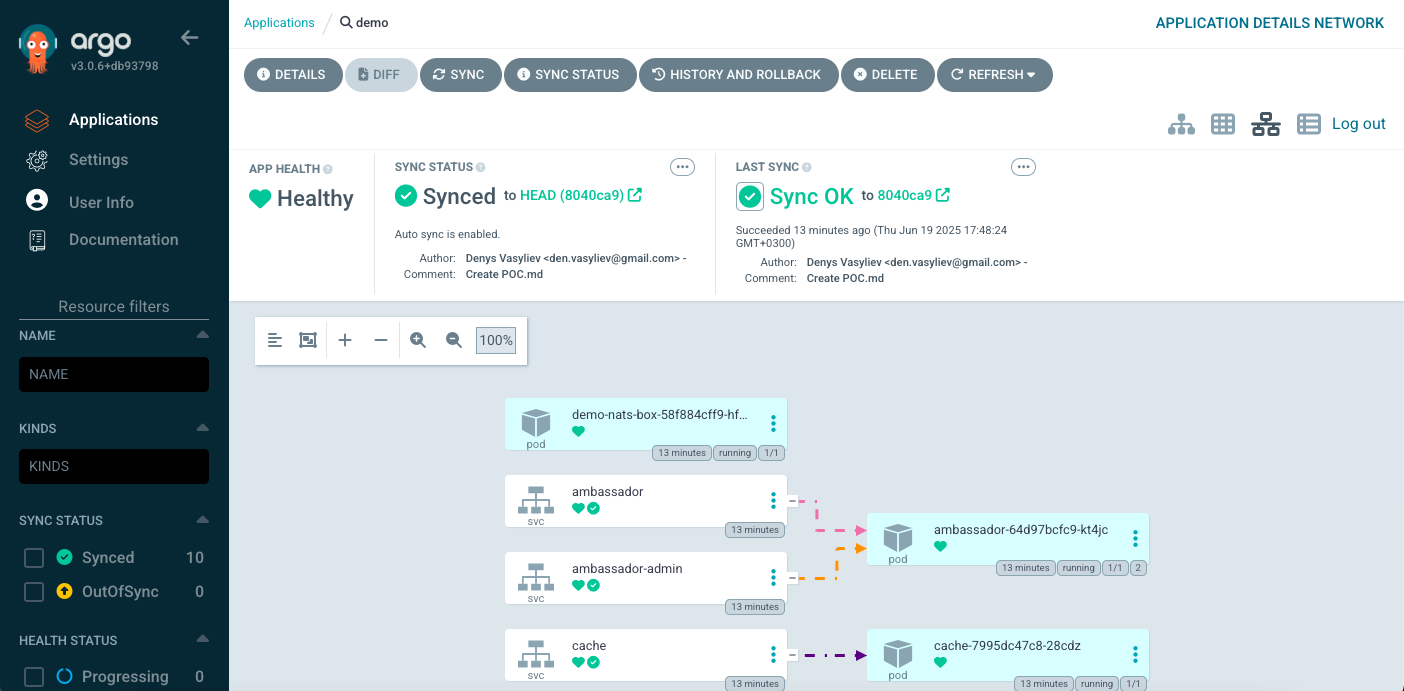 argo
v3.0.6+db93798
Applications
Settings
User Info
Documentation
Resource filters
NAME
NAME
KINDS
KINDS
SYNC STATUS
Synced 10
OutOfSync 0
HEALTH STATUS
Progressing 0
Applications / demo
APPLICATION DETAILS NETWORK
DETAILS DIFF SYNC SYNC STATUS HISTORY AND ROLLBACK DELETE REFRESH
Log out
APP HEALTH
Healthy
SYNC STATUS
Synced to HEAD (8040ca9)
Auto sync is enabled.
Author: Denys Vasyliev <den.vasyliev@gmail.com> -
Comment: Create POC.md
LAST SYNC
Sync OK to 8040ca9
Succeeded 13 minutes ago (Thu Jun 19 2025 17:48:24
GMT+0300)
Author: Denys Vasyliev <den.vasyliev@gmail.com> -
Comment: Create POC.md
100%
demo-nats-box-58f884cff9-hf...
pod
13 minutes running 1/1
ambassador
svc
13 minutes
ambassador-64d97bcfc9-kt4jc
pod
13 minutes running 1/1 2
ambassador-admin
svc
13 minutes
cache
svc
13 minutes
cache-7995dc47c8-28cdz
pod
13 minutes running 1/1